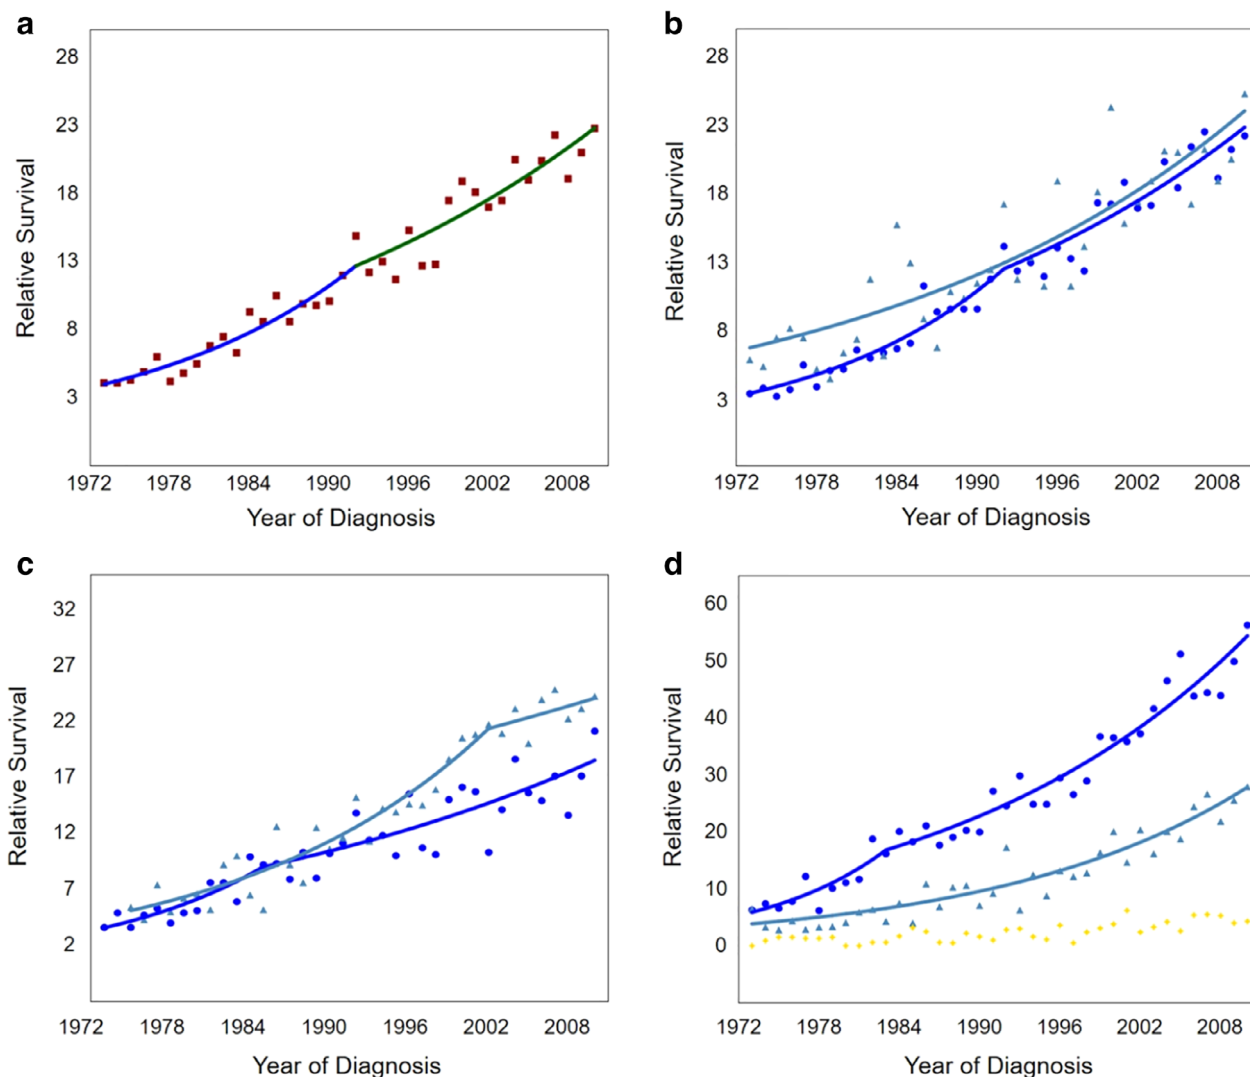 a
28
23
18
13
8
3
Relative Survival
1972 1978 1984 1990 1996 2002 2008
Year of Diagnosis
b
28
23
18
13
8
3
Relative Survival
1972 1978 1984 1990 1996 2002 2008
Year of Diagnosis
c
32
27
22
17
12
7
2
Relative Survival
1972 1978 1984 1990 1996 2002 2008
Year of Diagnosis
d
60
50
40
30
20
10
0
Relative Survival
1972 1978 1984 1990 1996 2002 2008
Year of Diagnosis